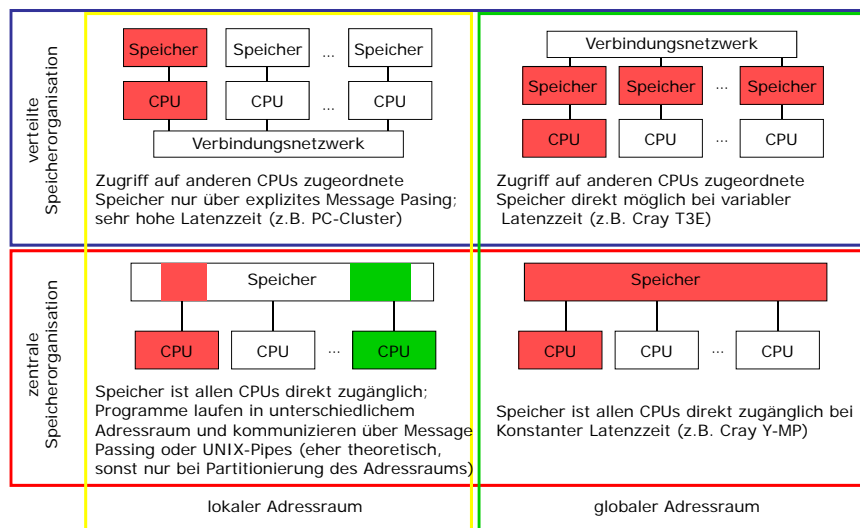 verteilte
Speicherorganisation
Speicher
Speicher
...
Speicher
CPU
CPU
...
CPU
Verbindungsnetzwerk
Zugriff auf anderen CPUs zugeordnete
Speicher nur über explizites Message Pasing;
sehr hohe Latenzzeit (z.B. PC-Cluster)
Verbindungsnetzwerk
Speicher
Speicher
...
Speicher
CPU
CPU
...
CPU
Zugriff auf anderen CPUs zugeordnete
Speicher direkt möglich bei variabler
Latenzzeit (z.B. Cray T3E)
zentrale
Speicherorganisation
Speicher
CPU
CPU
...
CPU
Speicher ist allen CPUs direkt zugänglich;
Programme laufen in unterschiedlichem
Adressraum und kommunizieren über Message
Passing oder UNIX-Pipes (eher theoretisch,
sonst nur bei Partitionierung des Adressraums)
Speicher
CPU
CPU
...
CPU
Speicher ist allen CPUs direkt zugänglich bei
Konstanter Latenzzeit (z.B. Cray Y-MP)
lokaler Adressraum
globaler Adressraum